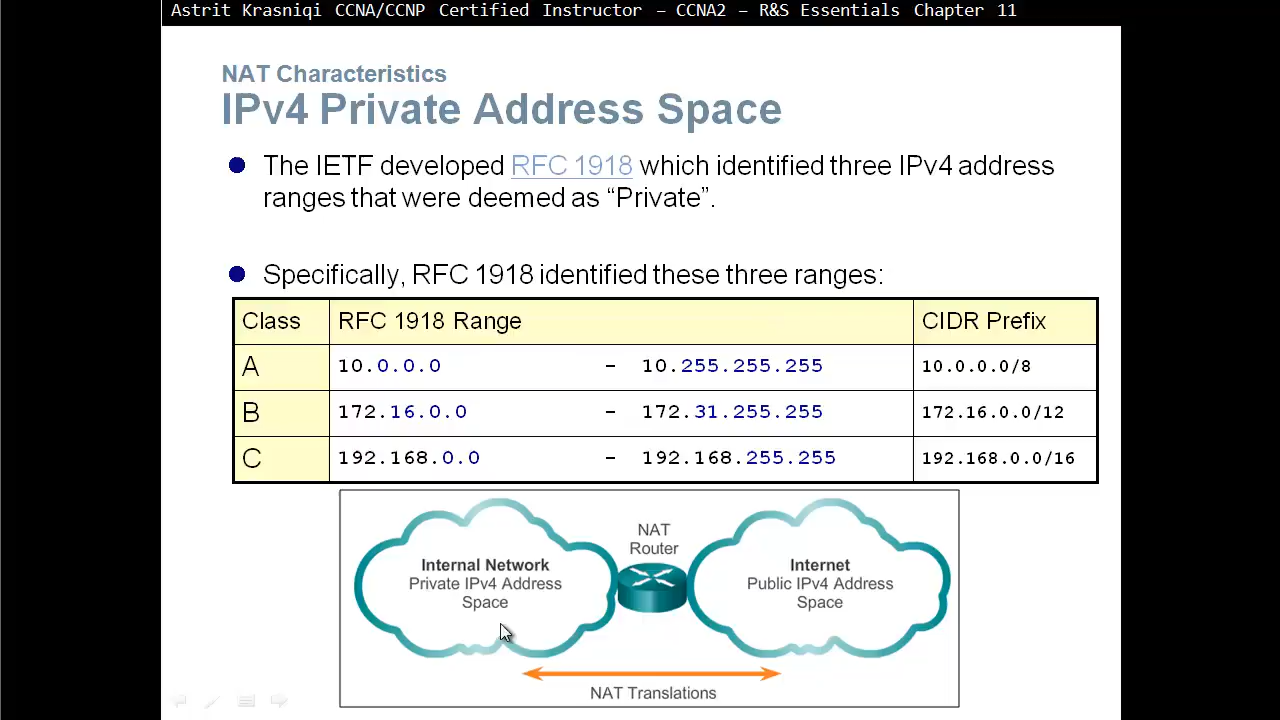 Astrit Krasniqi CCNA/CCNP Certified Instructor – CCNA2 – R&S Essentials Chapter 11
NAT Characteristics
IPv4 Private Address Space
The IETF developed RFC 1918 which identified three IPv4 address
ranges that were deemed as “Private”.
Specifically, RFC 1918 identified these three ranges:
Class RFC 1918 Range CIDR Prefix
A 10.0.0.0 – 10.255.255.255 10.0.0.0/8
B 172.16.0.0 – 172.31.255.255 172.16.0.0/12
C 192.168.0.0 – 192.168.255.255 192.168.0.0/16
NAT
Router
Internal Network
Private IPv4 Address
Space
Internet
Public IPv4 Address
Space
NAT Translations